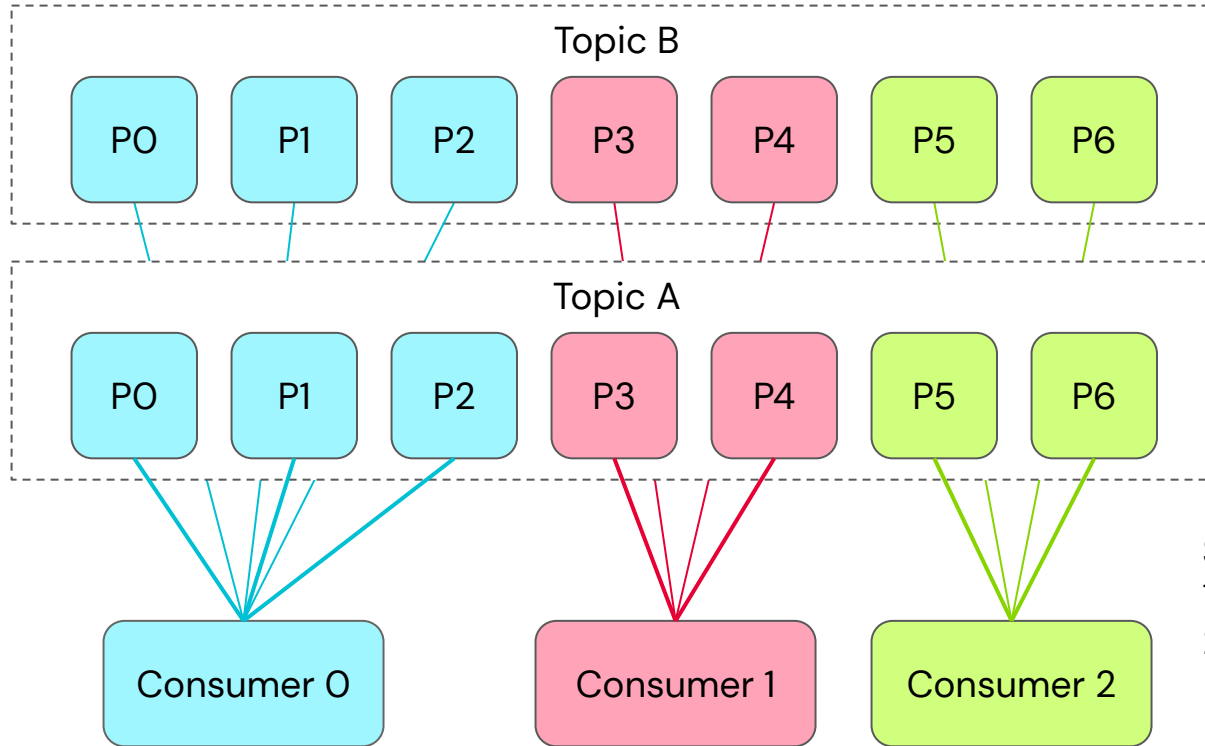 Topic B
P0 P1 P2 P3 P4 P5 P6
Topic A
P0 P1 P2 P3 P4 P5 P6
Consumer 0 Consumer 1 Consumer 2